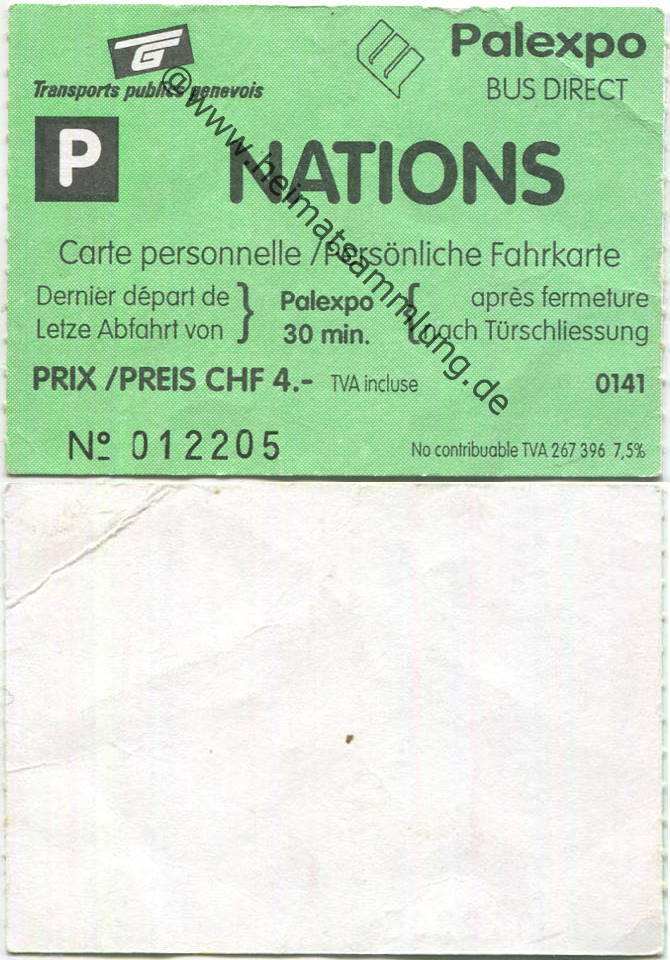 Transports publics genevois
Palexpo
BUS DIRECT
P
NATIONS
Carte personnelle /Persönliche Fahrkarte
Dernier départ de } Palexpo { après fermeture
Letze Abfahrt von } 30 min. { nach Türschliessung
PRIX /PREIS CHF 4.- TVA incluse 0141
Nº 012205 No contribuable TVA 267 396 7,5%
@www.heimatsammlung.de